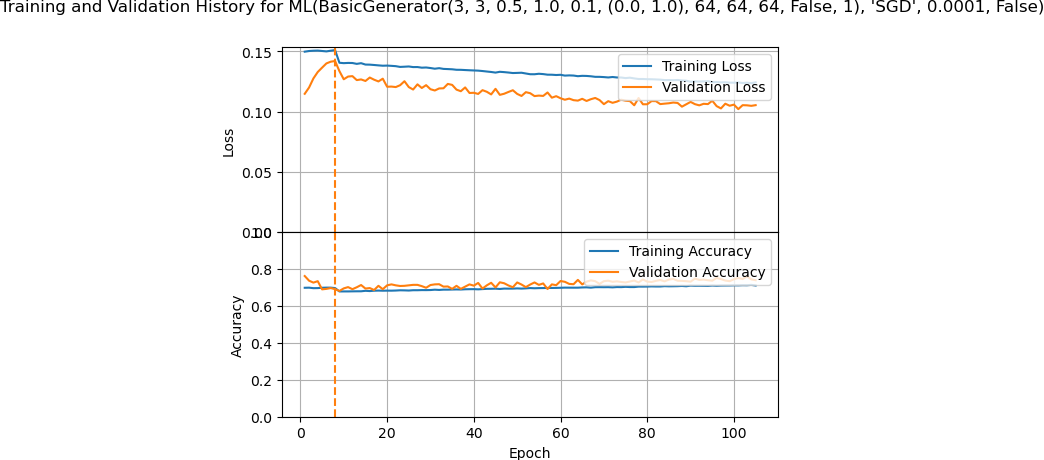 Training and Validation History for ML(BasicGenerator(3, 3, 0.5, 1.0, 0.1, (0.0, 1.0), 64, 64, 64, False, 1), 'SGD', 0.0001, False)
0.15
0.10
0.05
0.00
Loss
Training Loss
Validation Loss
1.0
0.8
0.6
0.4
0.2
0.0
Accuracy
Training Accuracy
Validation Accuracy
0 20 40 60 80 100
Epoch